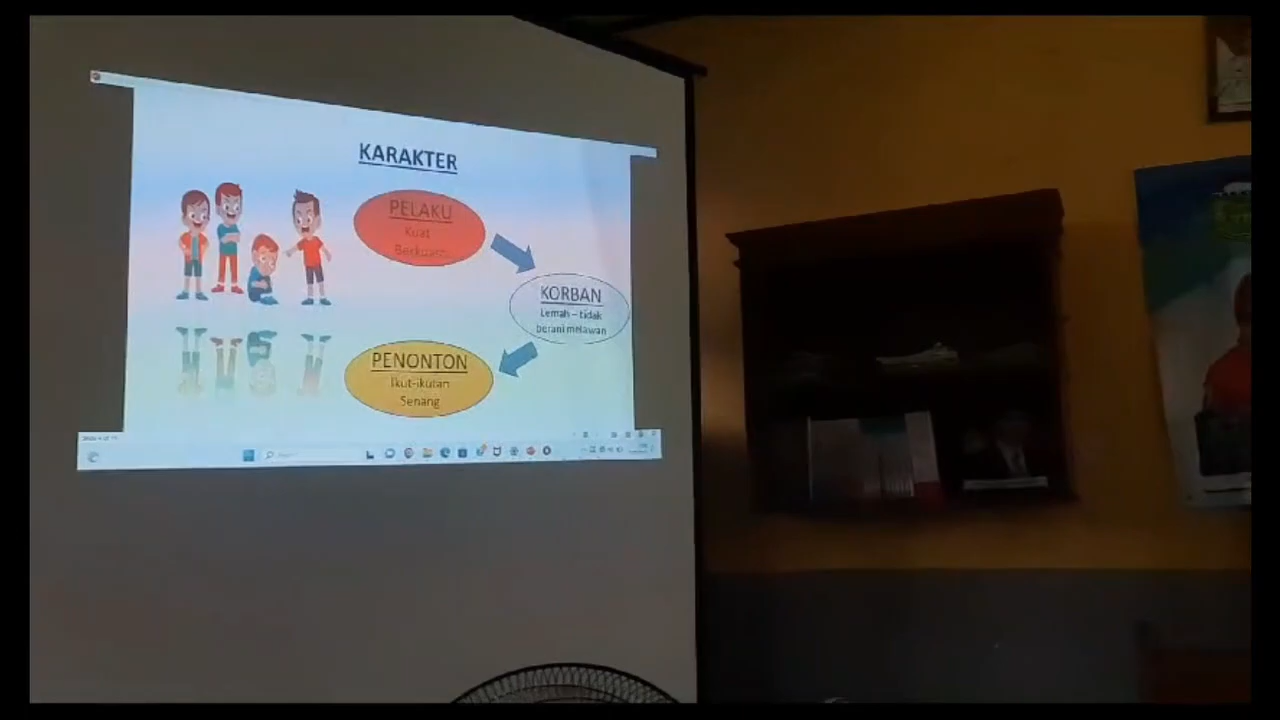 KARAKTER
PELAKU
Kuat
Berkuasa
KORBAN
Lemah – tidak
berani melawan
PENONTON
Ikut-ikutan
Senang